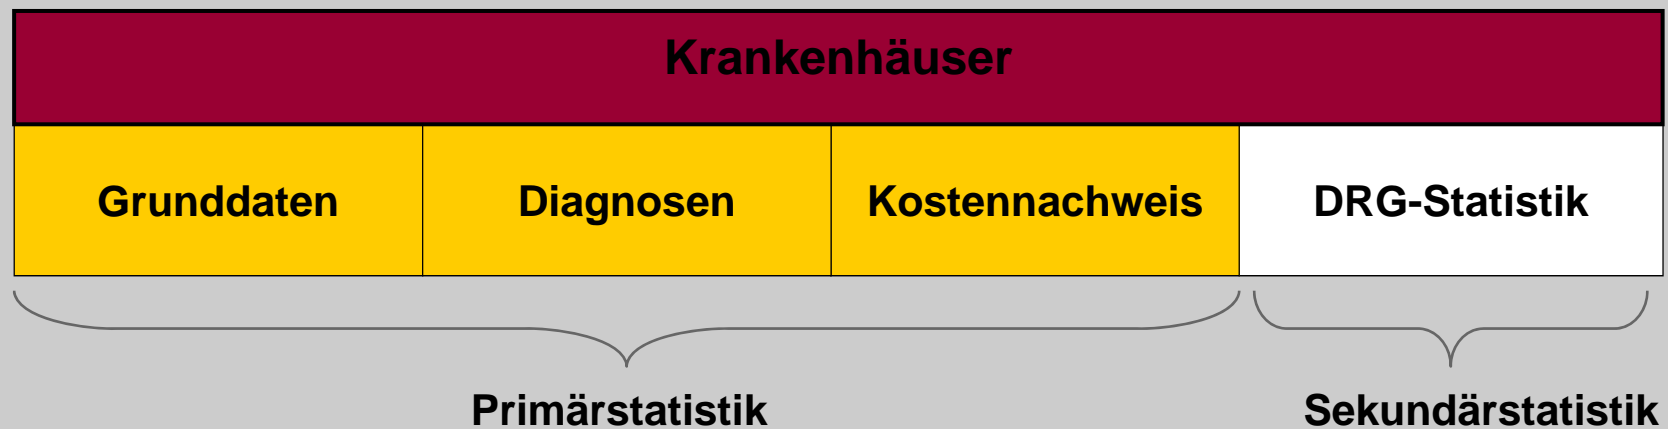 Krankenhäuser
Grunddaten Diagnosen Kostennachweis DRG-Statistik
Primärstatistik Sekundärstatistik